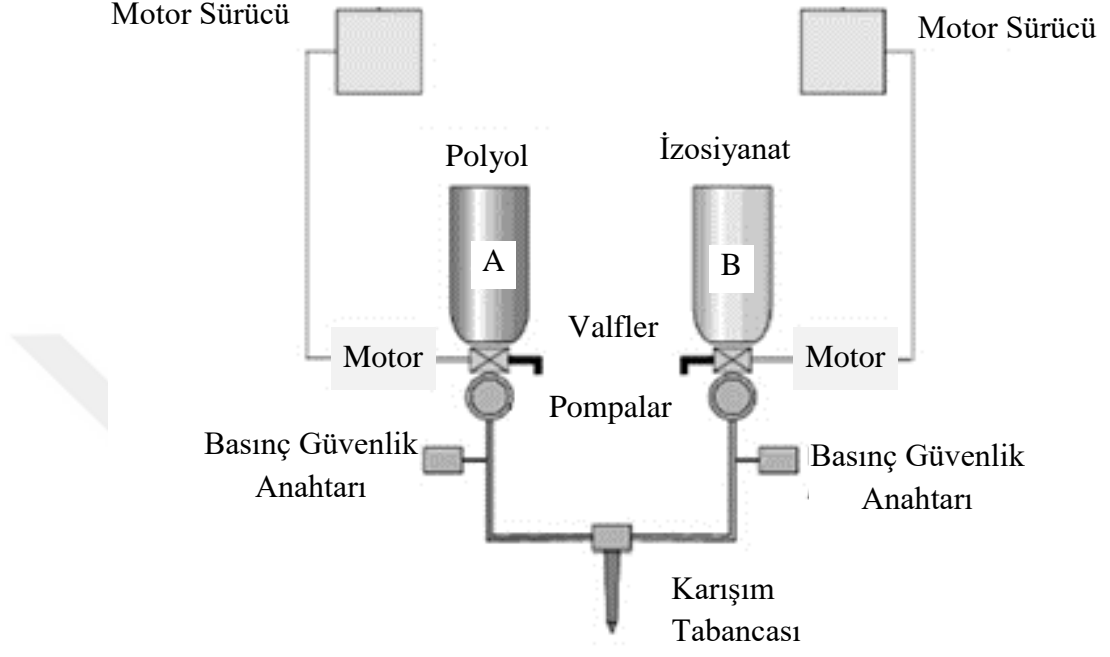 Motor Sürücü
Motor Sürücü
Polyol
İzosiyanat
A
B
Valfler
Motor
Motor
Pompalar
Basınç Güvenlik
Anahtarı
Basınç Güvenlik
Anahtarı
Karışım
Tabancası